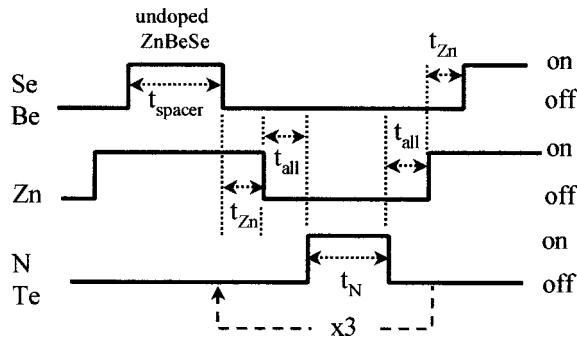 undoped
ZnBeSe
t_Zn
on
Se
Be
t_spacer
off
t_all
t_all
on
Zn
t_Zn
off
N
on
Te
t_N
off
x3